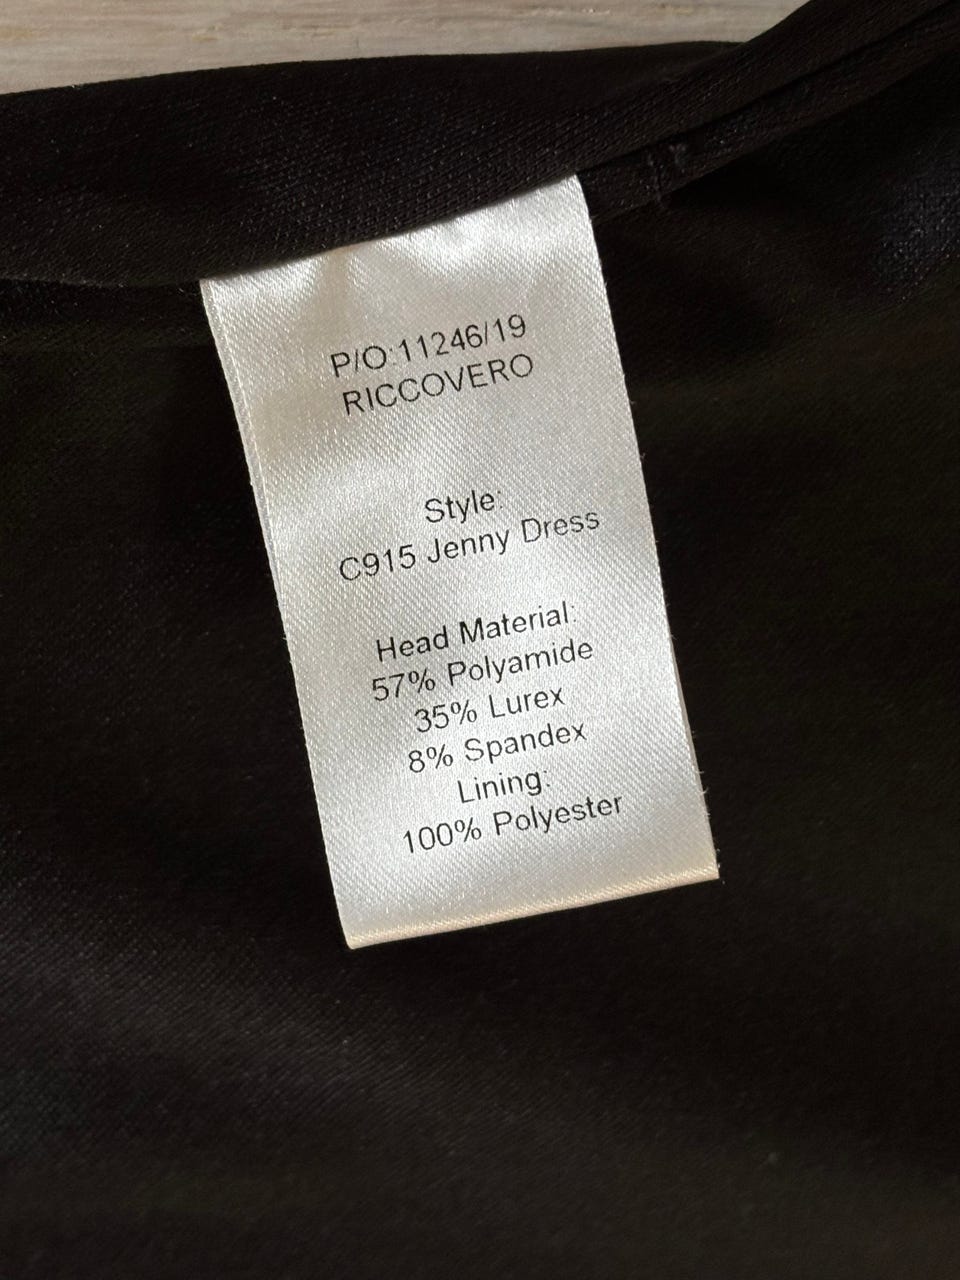 P/O:11246/19
RICCOVERO
Style:
C915 Jenny Dress
Head Material:
57% Polyamide
35% Lurex
8% Spandex
Lining:
100% Polyester